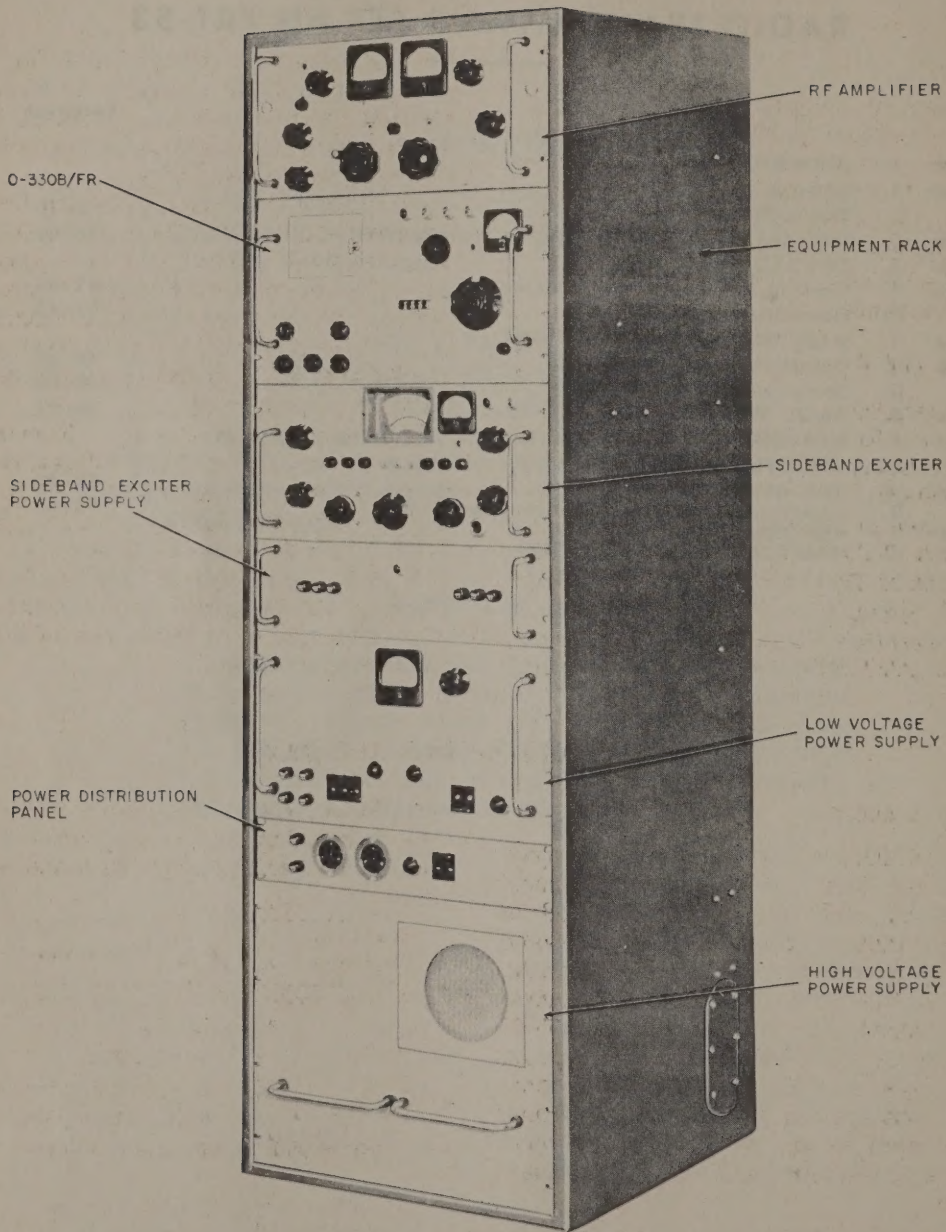 RF AMPLIFIER
O-330B/FR
EQUIPMENT RACK
SIDEBAND EXCITER
SIDEBAND EXCITER
POWER SUPPLY
LOW VOLTAGE
POWER SUPPLY
POWER DISTRIBUTION
PANEL
HIGH VOLTAGE
POWER SUPPLY